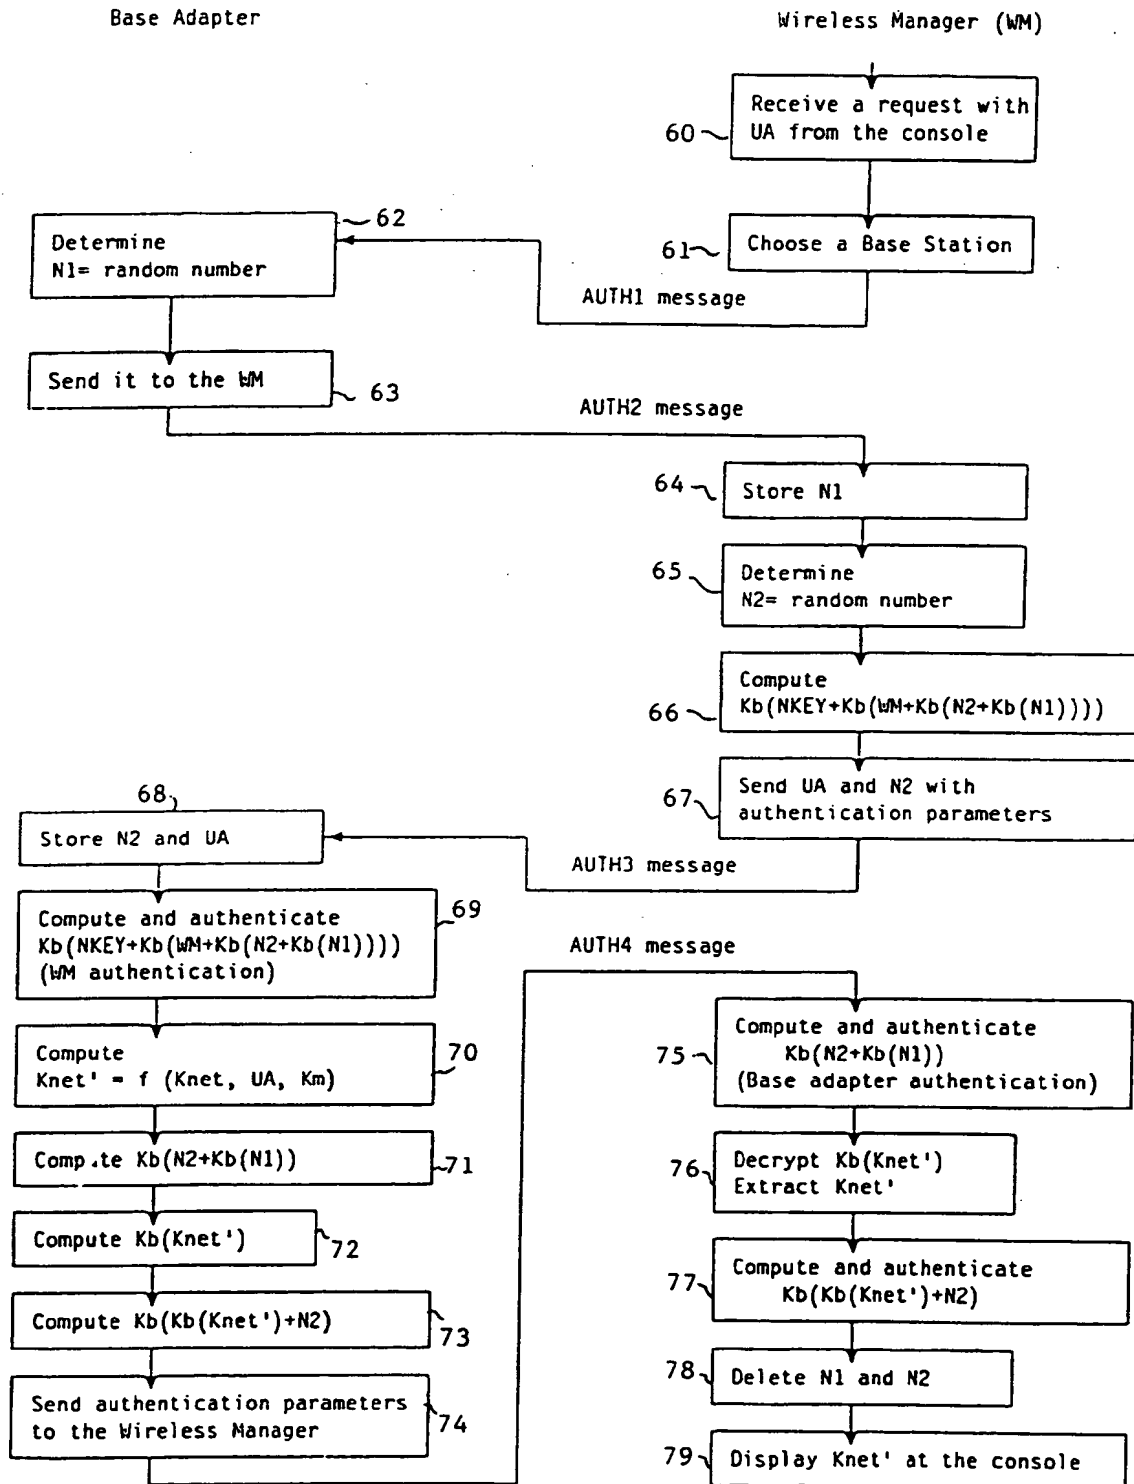 Base Adapter
Wireless Manager (WM)
Receive a request with
UA from the console
60
Choose a Base Station
61
AUTH1 message
62
Determine
N1= random number
Send it to the WM
63
AUTH2 message
64
Store N1
65
Determine
N2= random number
66
Compute
Kb(NKEY+Kb(WM+Kb(N2+Kb(N1))))
67
Send UA and N2 with
authentication parameters
AUTH3 message
68
Store N2 and UA
69
Compute and authenticate
Kb(NKEY+Kb(WM+Kb(N2+Kb(N1))))
(WM authentication)
70
Compute
Knet' = f (Knet, UA, Km)
Kb(N2+Kb(N1))
71
Compute Kb(Knet')
72
Compute Kb(Kb(Knet')+N2)
73
Send authentication parameters
to the Wireless Manager
74
AUTH4 message
75
Compute and authenticate
Kb(N2+Kb(N1))
(Base adapter authentication)
76
Decrypt Kb(Knet')
Extract Knet'
77
Compute and authenticate
Kb(Kb(Knet')+N2)
78
Delete N1 and N2
79
Display Knet' at the console